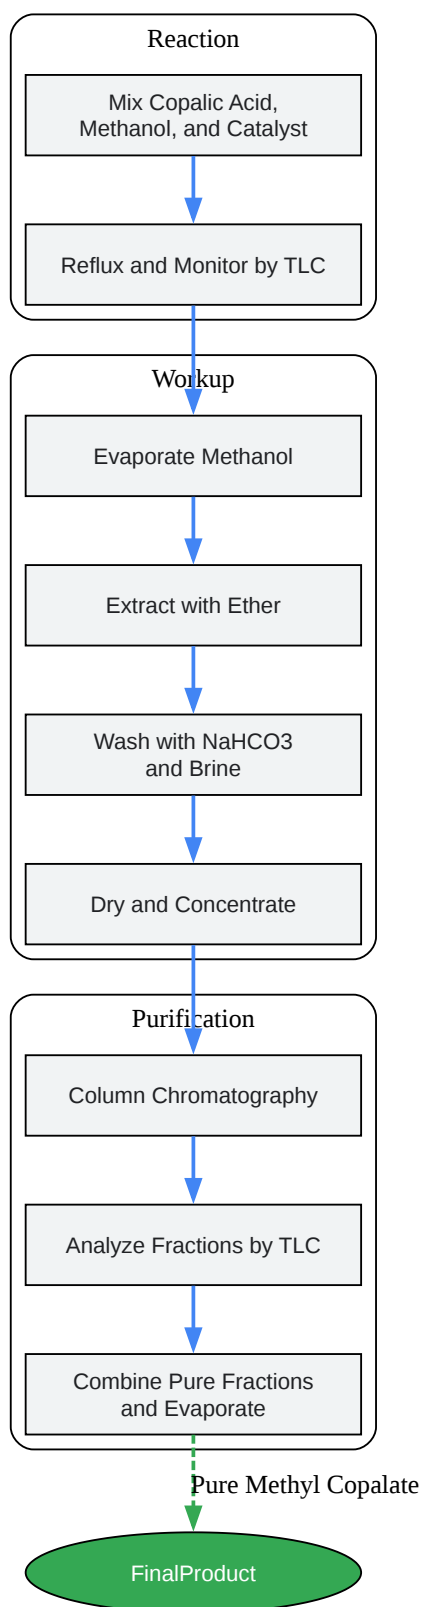 Reaction
Mix Copalic Acid,
Methanol, and Catalyst
Reflux and Monitor by TLC
Workup
Evaporate Methanol
Extract with Ether
Wash with NaHCO3
and Brine
Dry and Concentrate
Purification
Column Chromatography
Analyze Fractions by TLC
Combine Pure Fractions
and Evaporate
Pure Methyl Copalate
FinalProduct